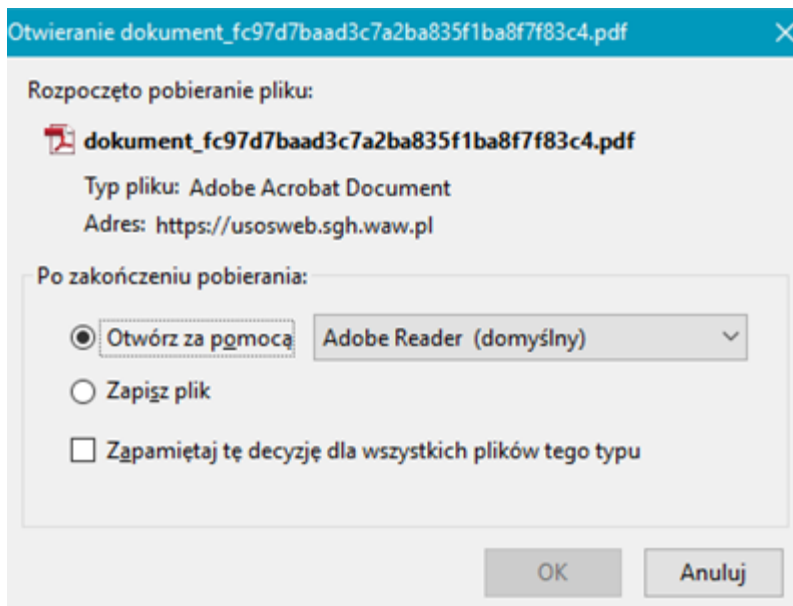 Otwieranie dokument_fc97d7baad3c7a2ba835f1ba8f7f83c4.pdf
Rozpoczęto pobieranie pliku:
dokument_fc97d7baad3c7a2ba835f1ba8f7f83c4.pdf
Typ pliku: Adobe Acrobat Document
Adres: https://usosweb.sgh.waw.pl
Po zakończeniu pobierania:
Otwórz za pomocą Adobe Reader (domyślny)
Zapisz plik
Zapamiętaj tę decyzję dla wszystkich plików tego typu
OK Anuluj